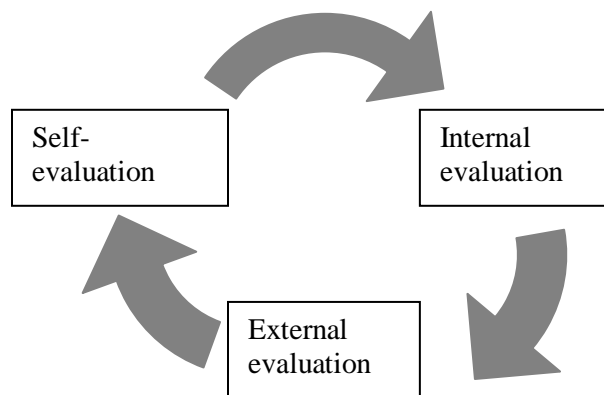 Self-
evaluation
Internal
evaluation
External
evaluation